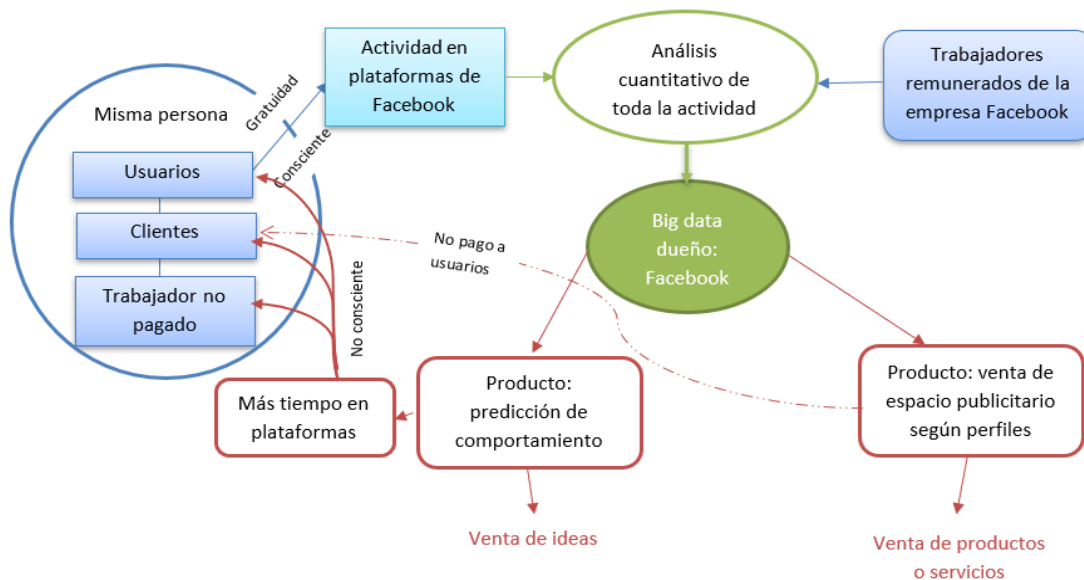 Actividad en
plataformas de
Facebook
Análisis
cuantitativo de
toda la actividad
Trabajadores
remunerados de la
empresa Facebook
Misma persona
Gratuidad
Consciente
Usuarios
Clientes
Trabajador no
pagado
No consciente
No pago a
usuarios
Big data
dueño:
Facebook
Más tiempo en
plataformas
Producto:
predicción de
comportamiento
Producto: venta de
espacio publicitario
según perfiles
Venta de ideas
Venta de productos
o servicios